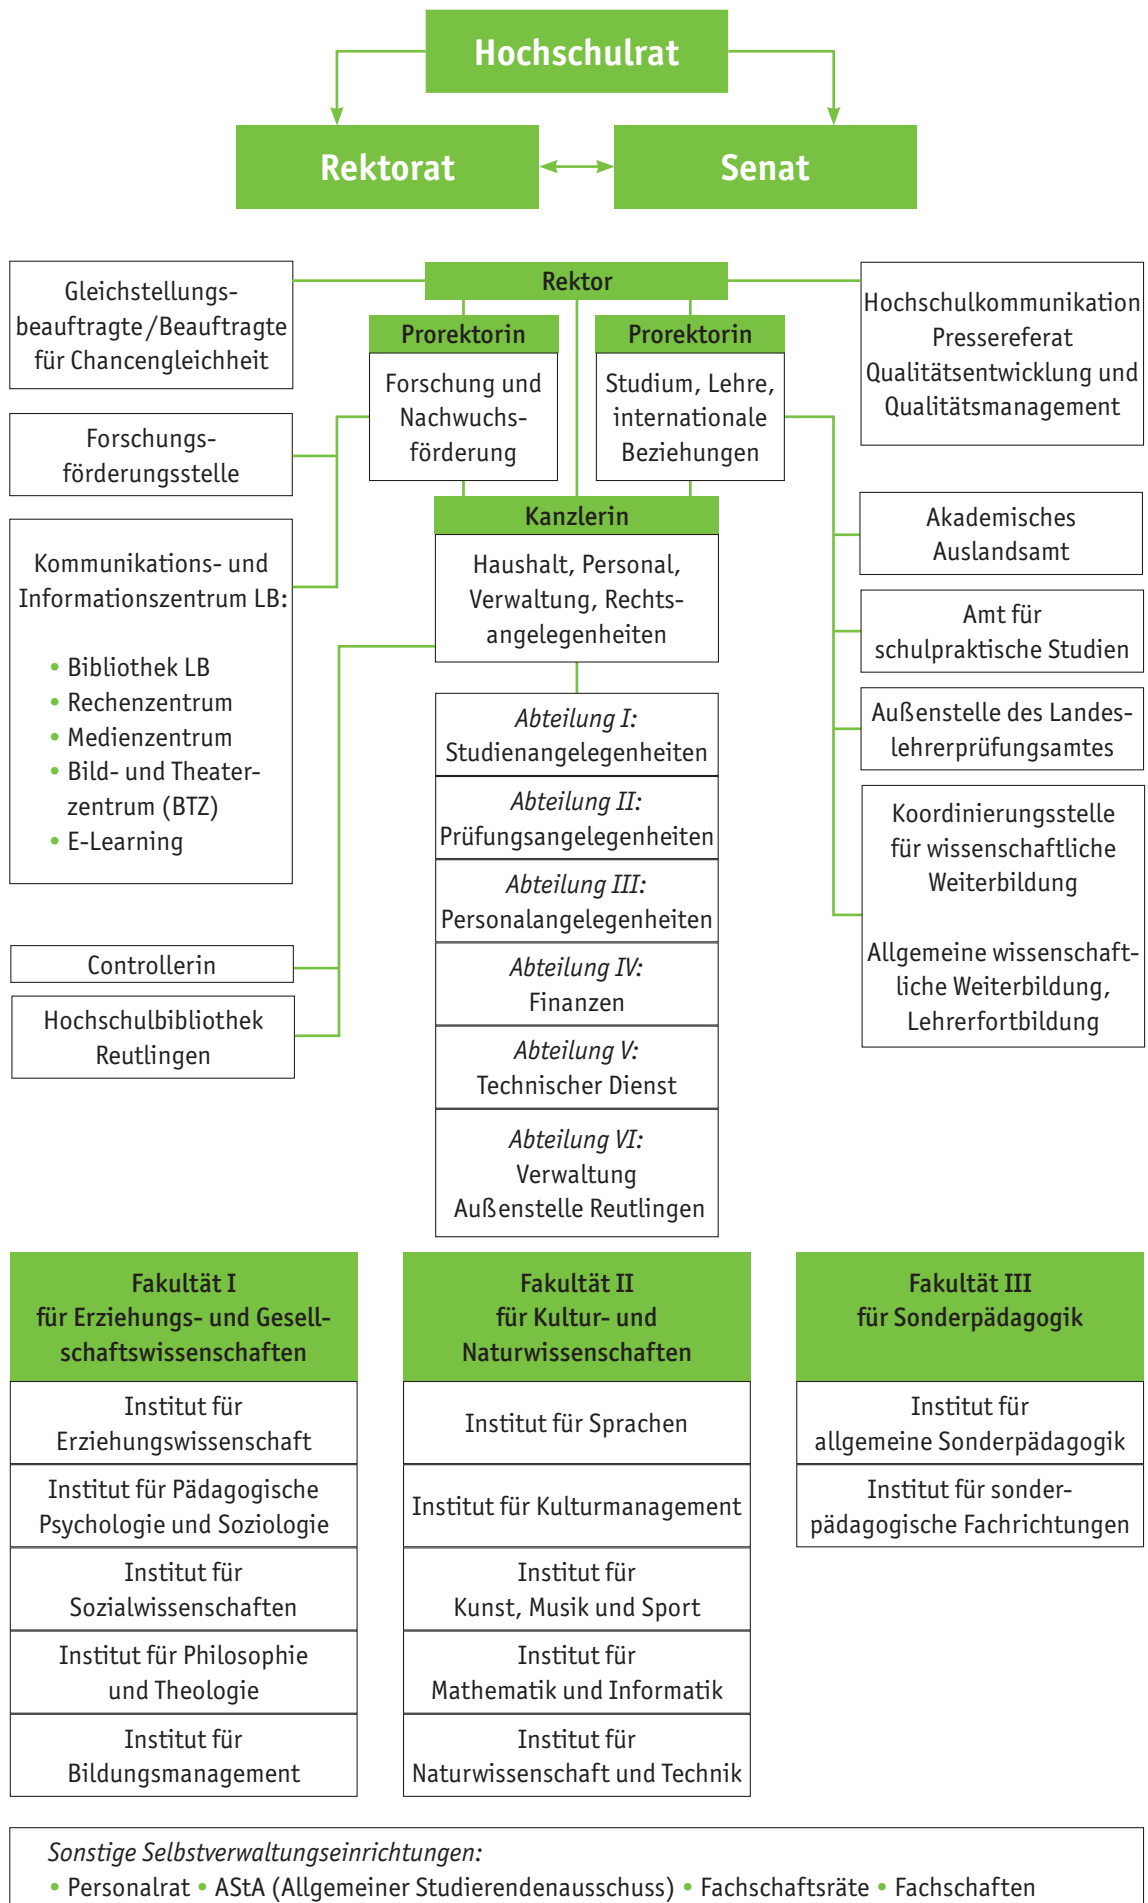 Hochschulrat
Rektorat
Senat
Rektor
Gleichstellungs-
beauftragte/Beauftragte
für Chancengleichheit
Forschungs-
förderungsstelle
Kommunikations- und
Informationszentrum LB:
• Bibliothek LB
• Rechenzentrum
• Medienzentrum
• Bild- und Theater-
zentrum (BTZ)
• E-Learning
Controllerin
Hochschulbibliothek
Reutlingen
Prorektorin
Forschung und
Nachwuchs-
förderung
Prorektorin
Studium, Lehre,
internationale
Beziehungen
Kanzlerin
Haushalt, Personal,
Verwaltung, Rechts-
angelegenheiten
Abteilung I:
Studienangelegenheiten
Abteilung II:
Prüfungsangelegenheiten
Abteilung III:
Personalangelegenheiten
Abteilung IV:
Finanzen
Abteilung V:
Technischer Dienst
Abteilung VI:
Verwaltung
Außenstelle Reutlingen
Hochschulkommunikation
Pressereferat
Qualitätsentwicklung und
Qualitätsmanagement
Akademisches
Auslandsamt
Amt für
schulpraktische Studien
Außenstelle des Landes-
lehrerprüfungsamtes
Koordinierungsstelle
für wissenschaftliche
Weiterbildung
Allgemeine wissenschaft-
liche Weiterbildung,
Lehrerfortbildung
Fakultät I
für Erziehungs- und Gesell-
schaftswissenschaften
Institut für
Erziehungswissenschaft
Institut für Pädagogische
Psychologie und Soziologie
Institut für
Sozialwissenschaften
Institut für Philosophie
und Theologie
Institut für
Bildungsmanagement
Fakultät II
für Kultur- und
Naturwissenschaften
Institut für Sprachen
Institut für Kulturmanagement
Institut für
Kunst, Musik und Sport
Institut für
Mathematik und Informatik
Institut für
Naturwissenschaft und Technik
Fakultät III
für Sonderpädagogik
Institut für
allgemeine Sonderpädagogik
Institut für sonder-
pädagogische Fachrichtungen
Sonstige Selbstverwaltungseinrichtungen:
• Personalrat • AStA (Allgemeiner Studierendenausschuss) • Fachschaftsräte • Fachschaften